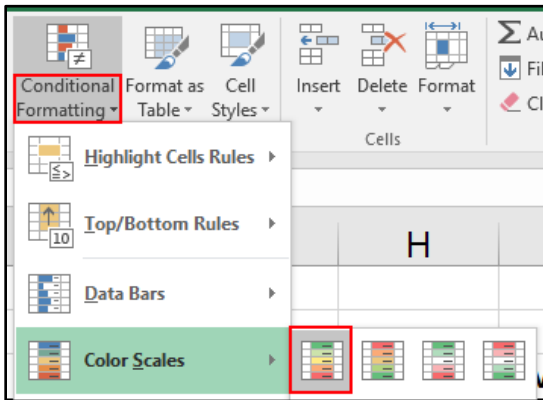 Conditional Formatting
Format as Table
Cell Styles
Insert
Delete
Format
Cells
Highlight Cells Rules
10
Top/Bottom Rules
H
Data Bars
Color Scales